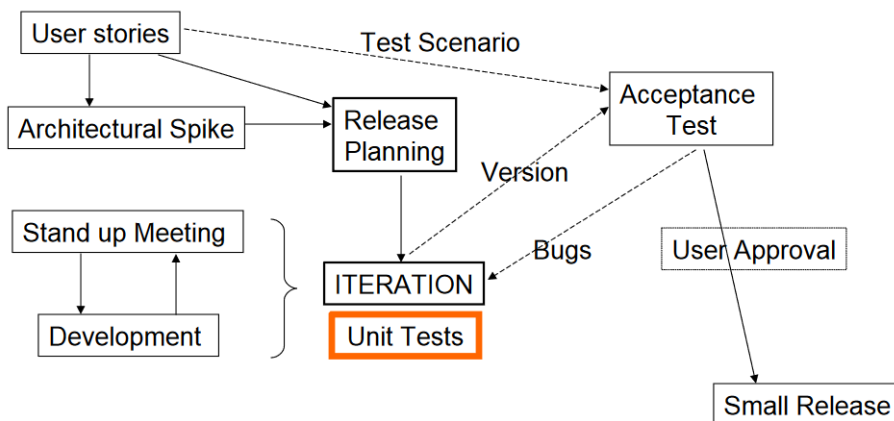 User stories
Test Scenario
Acceptance
Test
Architectural Spike
Release
Planning
Version
Stand up Meeting
Bugs
User Approval
ITERATION
Development
Unit Tests
Small Release